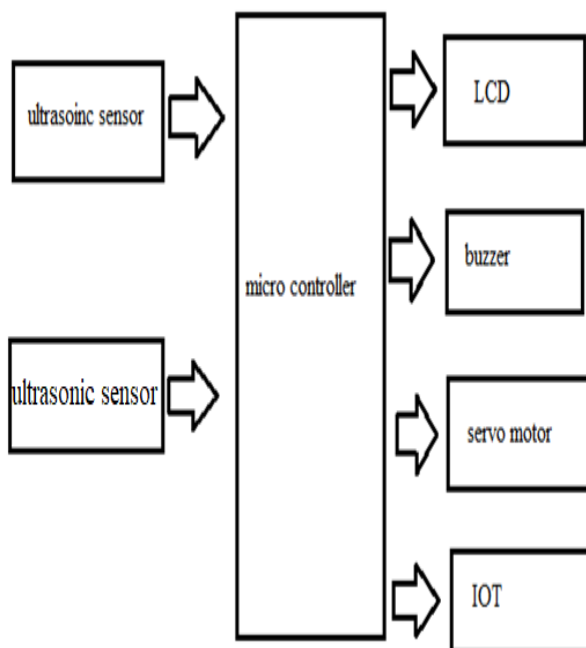 ultrasoinc sensor
ultrasonic sensor
micro controller
LCD
buzzer
servo motor
IOT